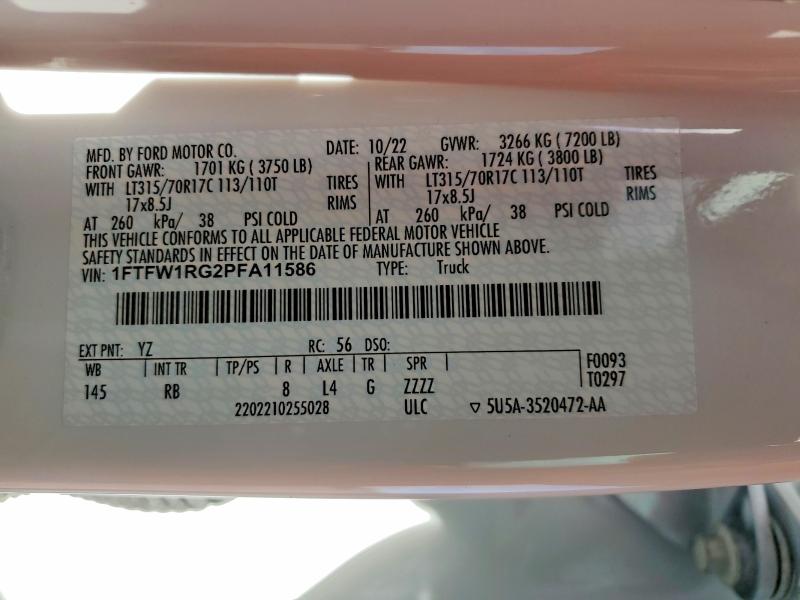 MFD. BY FORD MOTOR CO. DATE: 10/22 GVWR: 3266 KG ( 7200 LB)
FRONT GAWR: 1701 KG ( 3750 LB) REAR GAWR: 1724 KG ( 3800 LB)
WITH LT315/70R17C 113/110T TIRES WITH LT315/70R17C 113/110T TIRES
17x8.5J RIMS 17x8.5J RIMS
AT 260 kPa/ 38 PSI COLD AT 260 kPa/ 38 PSI COLD
THIS VEHICLE CONFORMS TO ALL APPLICABLE FEDERAL MOTOR VEHICLE
SAFETY STANDARDS IN EFFECT ON THE DATE OF MANUFACTURE SHOWN ABOVE.
VIN: 1FTFW1RG2PFA11586 TYPE: Truck
EXT PNT: YZ RC: 56 DSO:
WB INT TR TP/PS R AXLE TR SPR F0093
145 RB 8 L4 G ZZZZ T0297
2202210255028 ULC ▽ 5U5A-3520472-AA